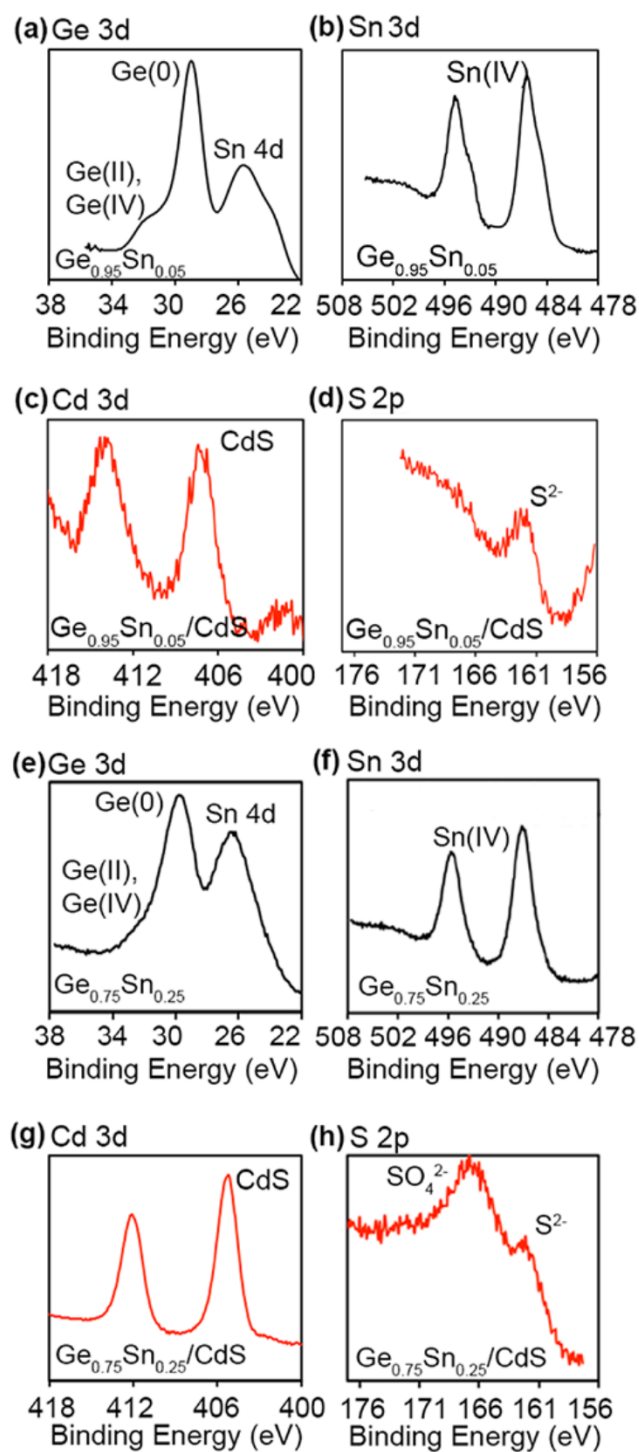 (a) Ge 3d
Ge(0)
Sn 4d
Ge(II),
Ge(IV)
Ge0.95Sn0.05
38 34 30 26 22
Binding Energy (eV)
(b) Sn 3d
Sn(IV)
Ge0.95Sn0.05
508 502 496 490 484 478
Binding Energy (eV)
(c) Cd 3d
CdS
Ge0.95Sn0.05/CdS
418 412 406 400
Binding Energy (eV)
(d) S 2p
S2-
Ge0.95Sn0.05/CdS
176 171 166 161 156
Binding Energy (eV)
(e) Ge 3d
Ge(0)
Sn 4d
Ge(II),
Ge(IV)
Ge0.75Sn0.25
38 34 30 26 22
Binding Energy (eV)
(f) Sn 3d
Sn(IV)
Ge0.75Sn0.25
508 502 496 490 484 478
Binding Energy (eV)
(g) Cd 3d
CdS
Ge0.75Sn0.25/CdS
418 412 406 400
Binding Energy (eV)
(h) S 2p
SO42-
S2-
Ge0.75Sn0.25/CdS
176 171 166 161 156
Binding Energy (eV)